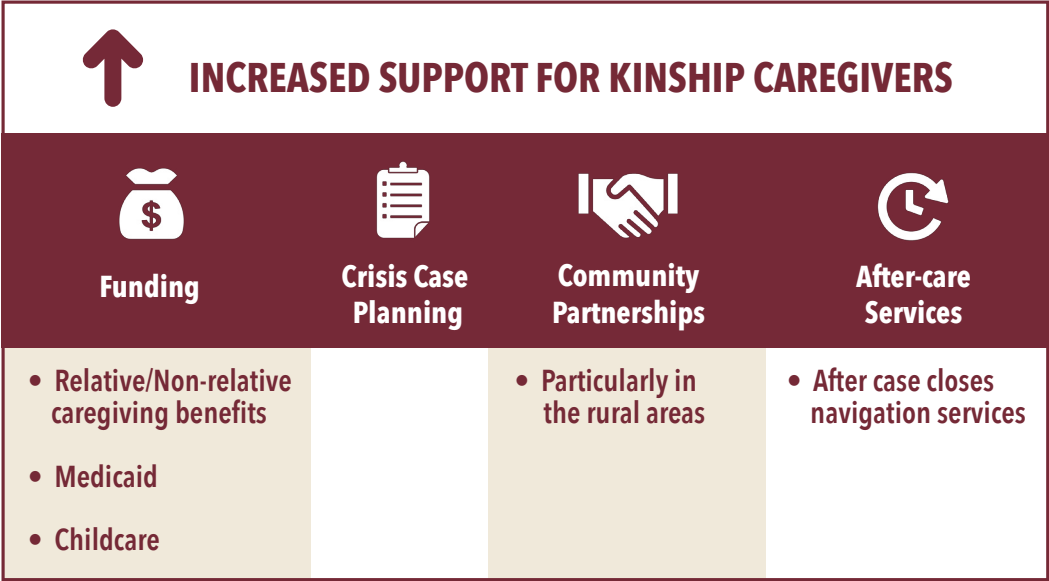 INCREASED SUPPORT FOR KINSHIP CAREGIVERS
$
Funding
Crisis Case
Planning
Community
Partnerships
After-care
Services
• Relative/Non-relative
caregiving benefits
• Medicaid
• Childcare
• Particularly in
the rural areas
• After case closes
navigation services